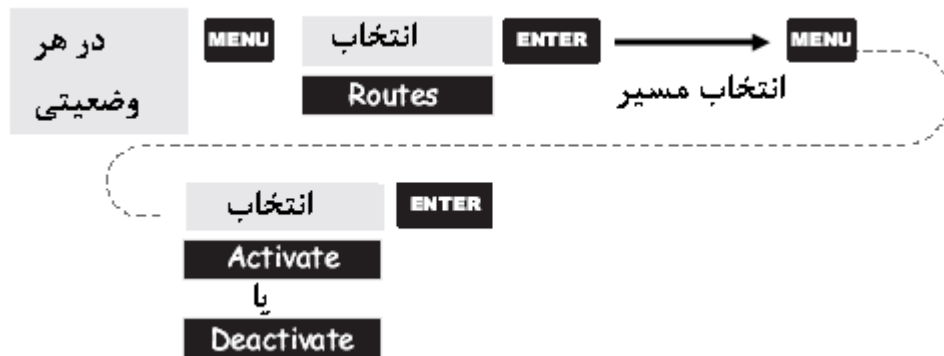 در هر
وضعیتی
MENU
انتخاب
Routes
ENTER
انتخاب مسیر
MENU
انتخاب
ENTER
Activate
یا
Deactivate